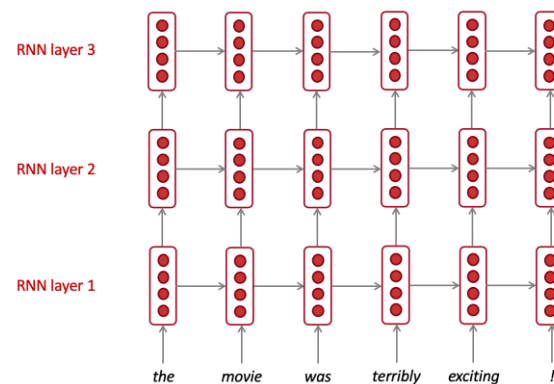 RNN layer 3
RNN layer 2
RNN layer 1
the movie was terribly exciting !